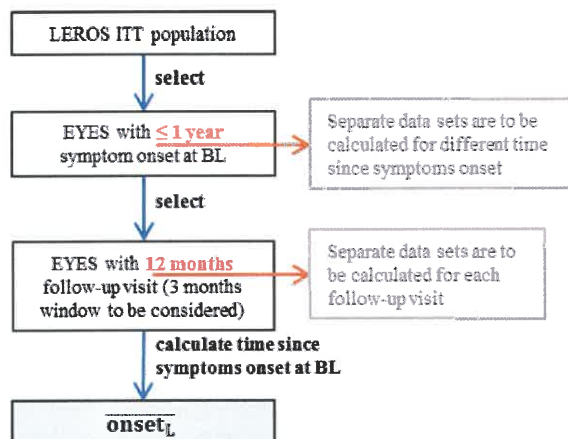 LEROS ITT population
select
EYES with ≤ 1 year
symptom onset at BL
Separate data sets are to be
calculated for different time
since symptoms onset
select
EYES with 12 months
follow-up visit (3 months
window to be considered)
Separate data sets are to
be calculated for each
follow-up visit
calculate time since
symptoms onset at BL
onset_L